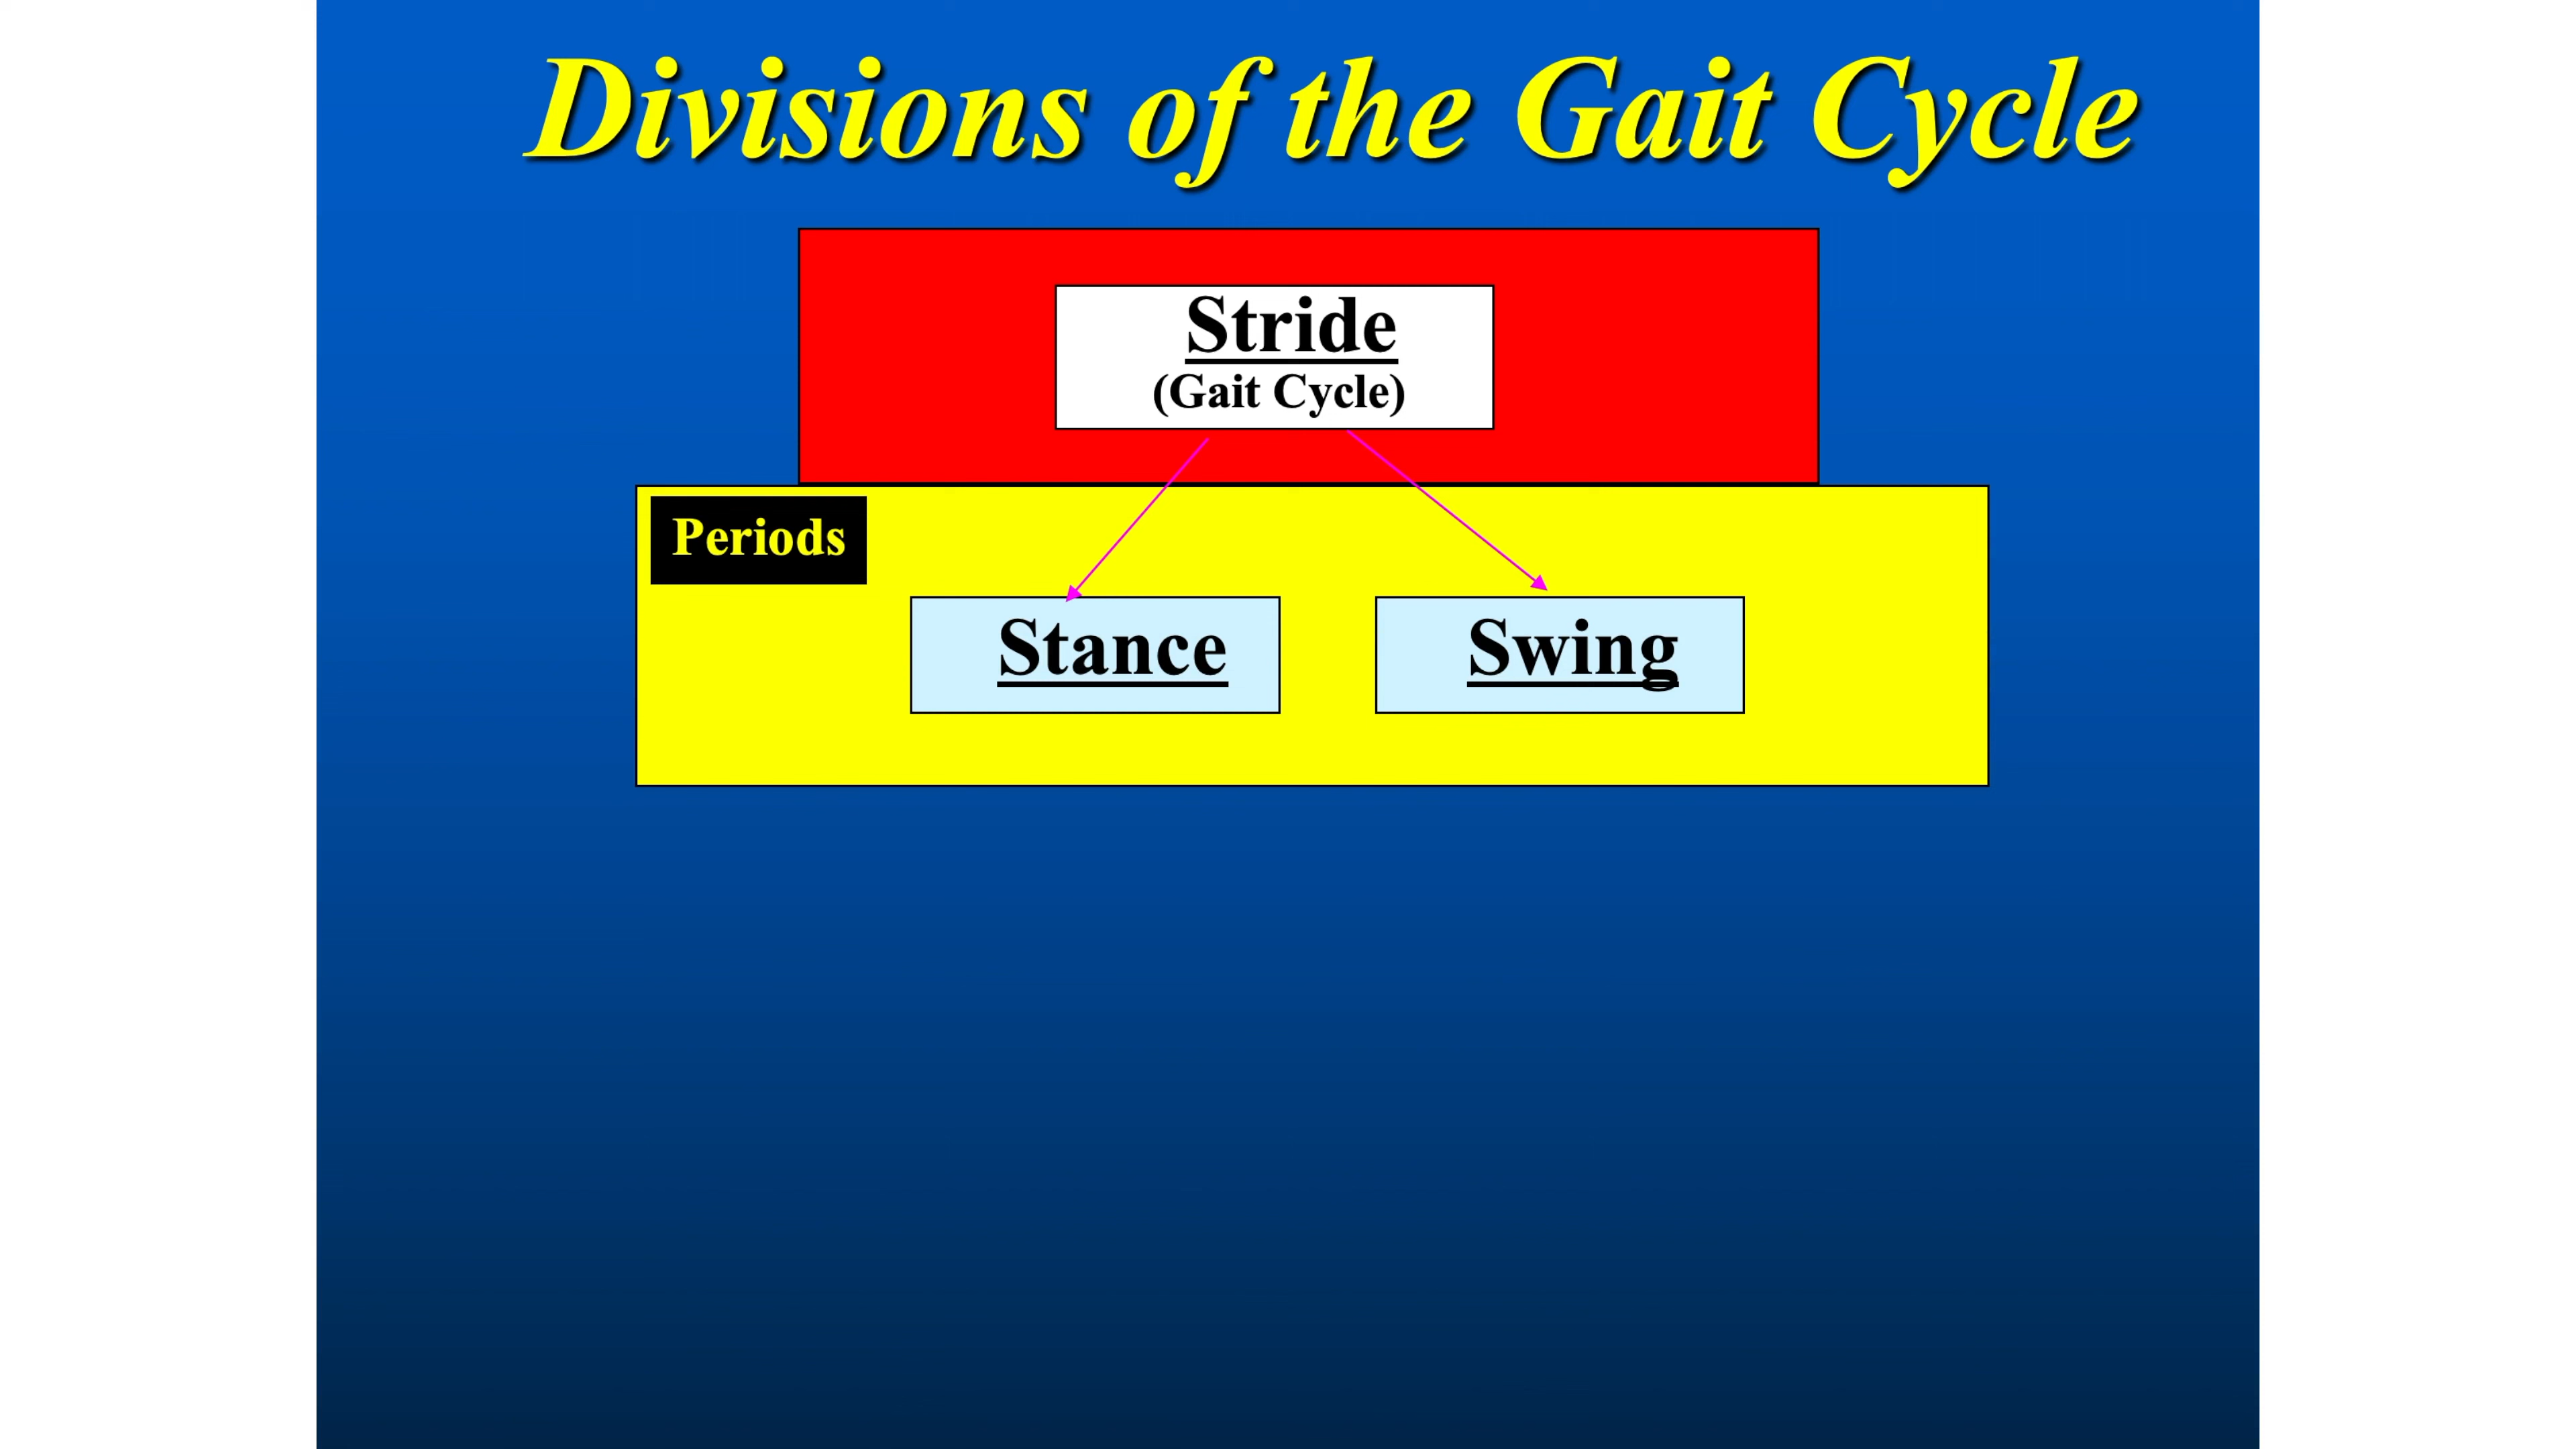 Divisions of the Gait Cycle
Stride
(Gait Cycle)
Periods
Stance
Swing